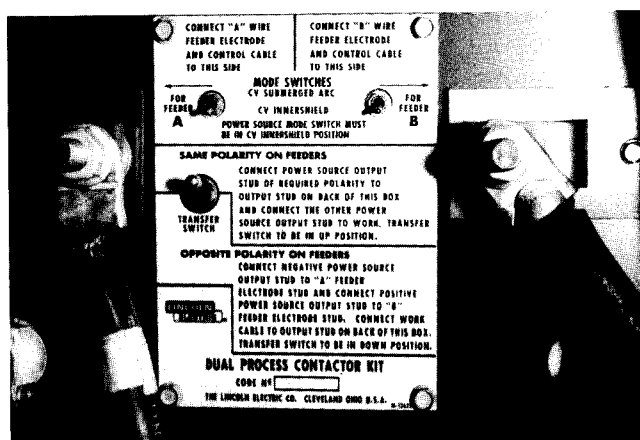 CONNECT "A" WIRE
FEEDER ELECTRODE
AND CONTROL CABLE
TO THIS SIDE
CONNECT "B" WIRE
FEEDER ELECTRODE
AND CONTROL CABLE
TO THIS SIDE
MODE SWITCHES
CV SUBMERGED ARC
FOR
FEEDER
A
CV INNERSHIELD
FOR
FEEDER
B
POWER SOURCE MODE SWITCH MUST
BE IN CV INNERSHIELD POSITION
SAME POLARITY ON FEEDERS
CONNECT POWER SOURCE OUTPUT
STUD OF REQUIRED POLARITY TO
OUTPUT STUD ON BACK OF THIS BOX
AND CONNECT THE OTHER POWER
SOURCE OUTPUT STUD TO WORK. TRANSFER
SWITCH TO BE IN UP POSITION.
TRANSFER
SWITCH
OPPOSITE POLARITY ON FEEDERS
CONNECT NEGATIVE POWER SOURCE
OUTPUT STUD TO "A" FEEDER
ELECTRODE STUD AND CONNECT POSITIVE
POWER SOURCE OUTPUT STUD TO "B"
FEEDER ELECTRODE STUD. CONNECT WORK
CABLE TO OUTPUT STUD ON BACK OF THIS BOX.
TRANSFER SWITCH TO BE IN DOWN POSITION.
LINCOLN
ELECTRIC
DUAL PROCESS CONTACTOR KIT
CODE Nº
THE LINCOLN ELECTRIC CO. CLEVELAND OHIO U.S.A.